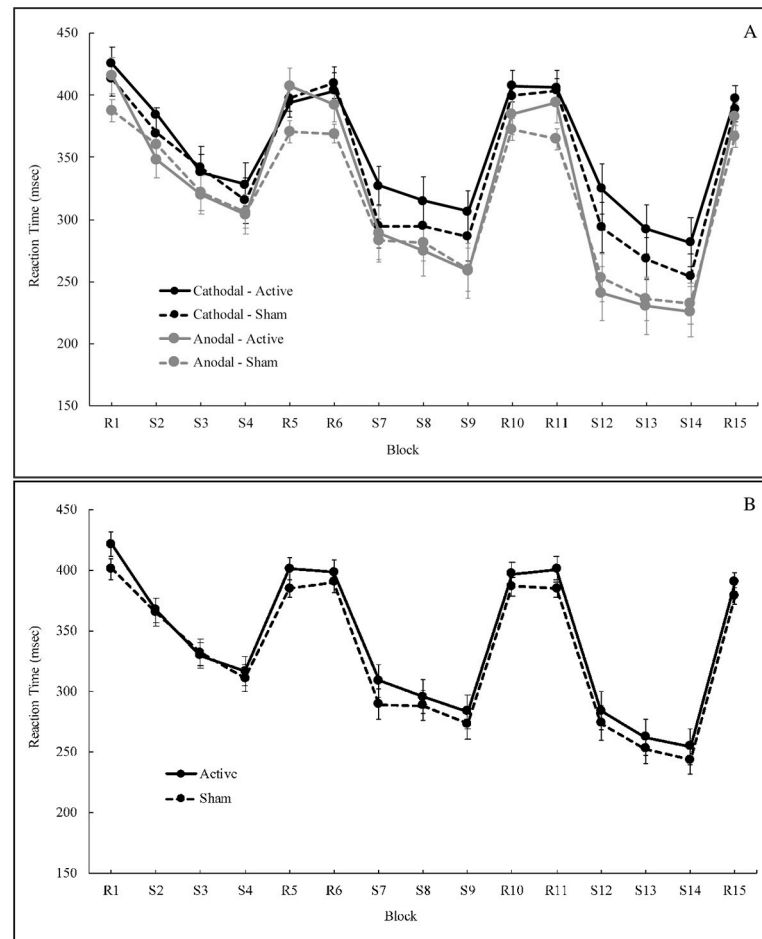 A
450
400
350
300
250
200
150
Reaction Time (msec)
Cathodal - Active
Cathodal - Sham
Anodal - Active
Anodal - Sham
R1 S2 S3 S4 R5 R6 S7 S8 S9 R10 R11 S12 S13 S14 R15
Block
B
450
400
350
300
250
200
150
Reaction Time (msec)
Active
Sham
R1 S2 S3 S4 R5 R6 S7 S8 S9 R10 R11 S12 S13 S14 R15
Block